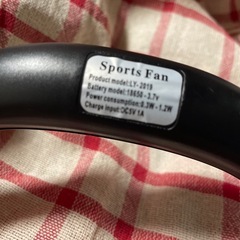 Sports Fan
Product model:LY-2019
Battery model:18650-3.7v
Power consumption:0.3W-1.2W
Charge input:DC5V 1A